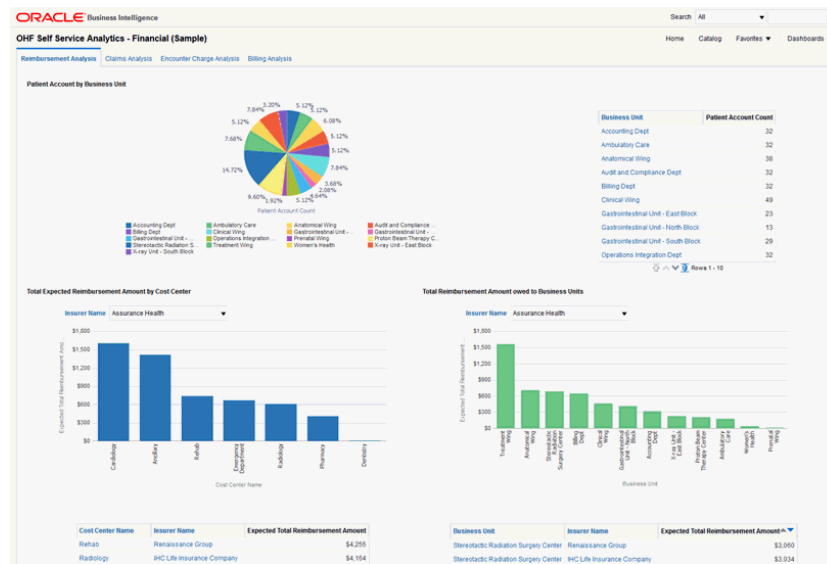 ORACLE Business Intelligence
Search All
OHF Self Service Analytics - Financial (Sample)
Home Catalog Favorites Dashboards
Reimbursement Analysis Claims Analysis Encounter Charge Analysis Billing Analysis
Patient Account by Business Unit
3.20% 5.12%
7.84% 5.12%
5.12% 6.08%
7.68% 5.12%
5.12%
14.72% 7.84%
3.68%
2.08%
9.60% 1.92% 5.12% 4.64%
Patient Account Count
Accounting Dept Ambulatory Care Anatomical Wing Audit and Compliance ...
Billing Dept Clinical Wing Gastrointestinal Unit - ... Gastrointestinal Unit - ...
Gastrointestinal Unit - ... Operations Integration ... Prenatal Wing Proton Beam Therapy C...
Stereotactic Radiation S... Treatment Wing Women's Health X-ray Unit - East Block
X-ray Unit - South Block
Business Unit Patient Account Count
Accounting Dept 32
Ambulatory Care 32
Anatomical Wing 38
Audit and Compliance Dept 32
Billing Dept 32
Clinical Wing 49
Gastrointestinal Unit - East Block 23
Gastrointestinal Unit - North Block 13
Gastrointestinal Unit - South Block 29
Operations Integration Dept 32
Rows 1 - 10
Total Expected Reimbursement Amount by Cost Center
Insurer Name Assurance Health
Expected Total Reimbursement Amo...
$1,800
$1,500
$1,200
$900
$600
$300
$0
Cardiology
Ancillary
Rehab
Emergency Department
Radiology
Pharmacy
Dentistry
Cost Center Name
Total Reimbursement Amount owed to Business Units
Insurer Name Assurance Health
Expected Total Reimbursement ...
$1,800
$1,500
$1,200
$900
$600
$300
$0
Treatment Wing
Anatomical Wing
Stereotactic Radiation Surgery Center
Billing Dept
Clinical Wing
Gastrointestinal Unit - North Block
Accounting Dept
X-ray Unit - East Block
Proton Beam Therapy Center
Ambulatory Care
Women's Health
Prenatal Wing
Business Unit
Cost Center Name Insurer Name Expected Total Reimbursement Amount
Rehab Renaissance Group $4,255
Radiology IHC Life Insurance Company $4,154
Business Unit Insurer Name Expected Total Reimbursement Amount
Stereotactic Radiation Surgery Center Renaissance Group $3,060
Stereotactic Radiation Surgery Center IHC Life Insurance Company $3,034